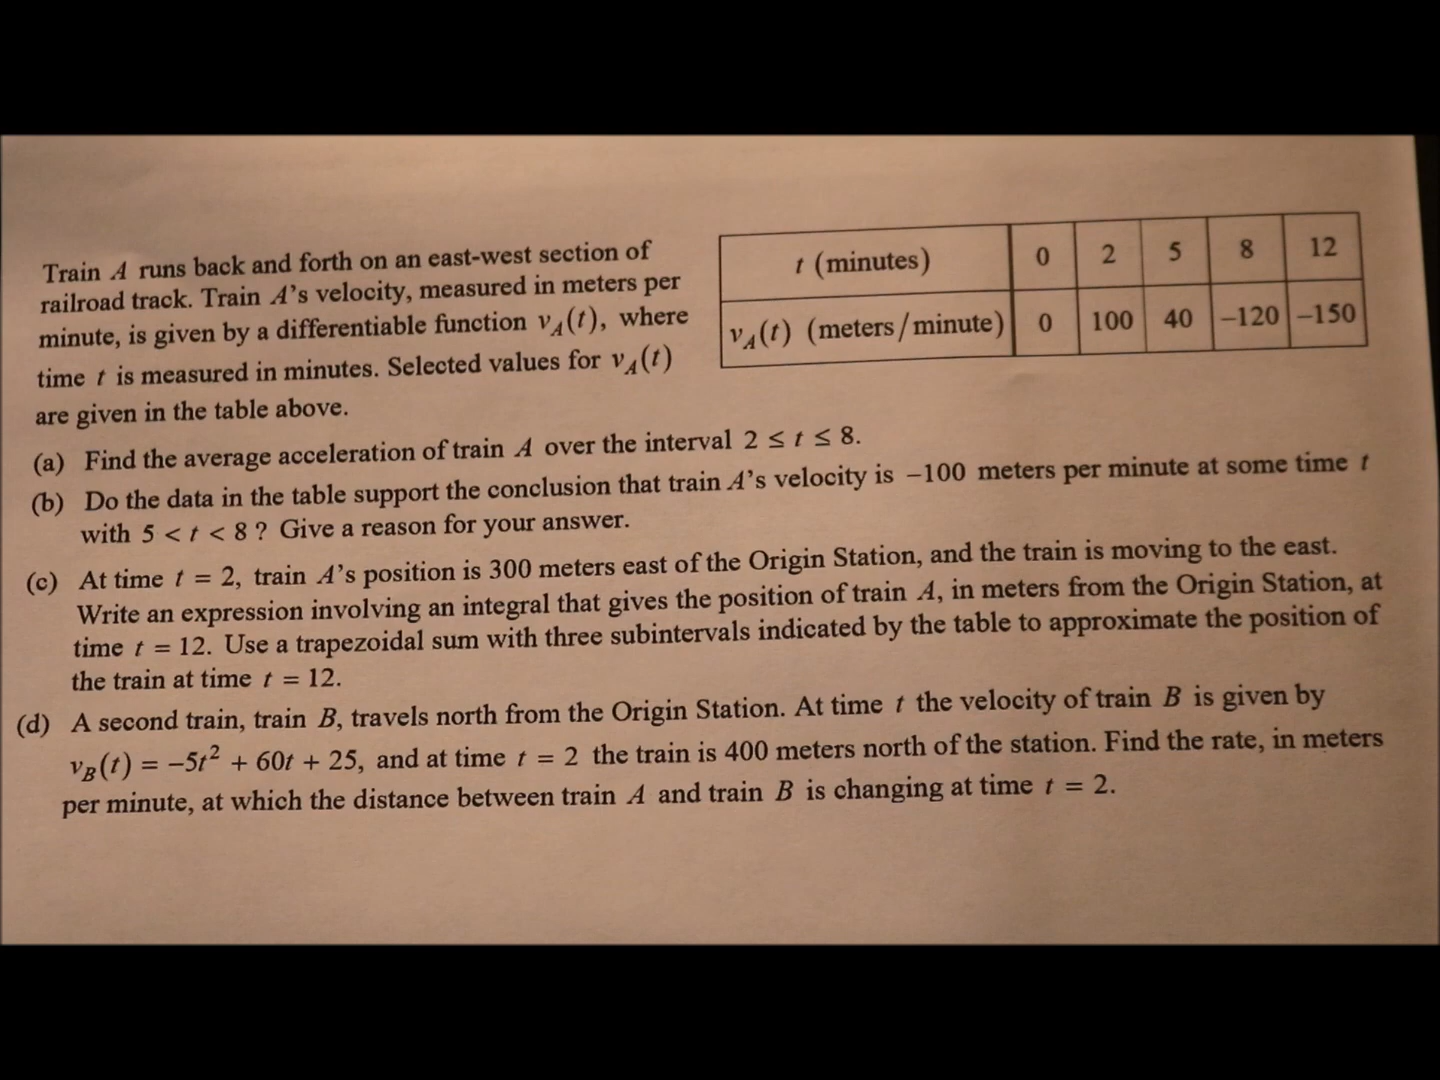 t (minutes) 0 2 5 8 12
v_A(t) (meters/minute) 0 100 40 −120 −150
Train A runs back and forth on an east-west section of
railroad track. Train A's velocity, measured in meters per
minute, is given by a differentiable function v_A(t), where
time t is measured in minutes. Selected values for v_A(t)
are given in the table above.
(a) Find the average acceleration of train A over the interval 2 ≤ t ≤ 8.
(b) Do the data in the table support the conclusion that train A's velocity is −100 meters per minute at some time t
with 5 < t < 8 ? Give a reason for your answer.
(c) At time t = 2, train A's position is 300 meters east of the Origin Station, and the train is moving to the east.
Write an expression involving an integral that gives the position of train A, in meters from the Origin Station, at
time t = 12. Use a trapezoidal sum with three subintervals indicated by the table to approximate the position of
the train at time t = 12.
(d) A second train, train B, travels north from the Origin Station. At time t the velocity of train B is given by
v_B(t) = −5t² + 60t + 25, and at time t = 2 the train is 400 meters north of the station. Find the rate, in meters
per minute, at which the distance between train A and train B is changing at time t = 2.